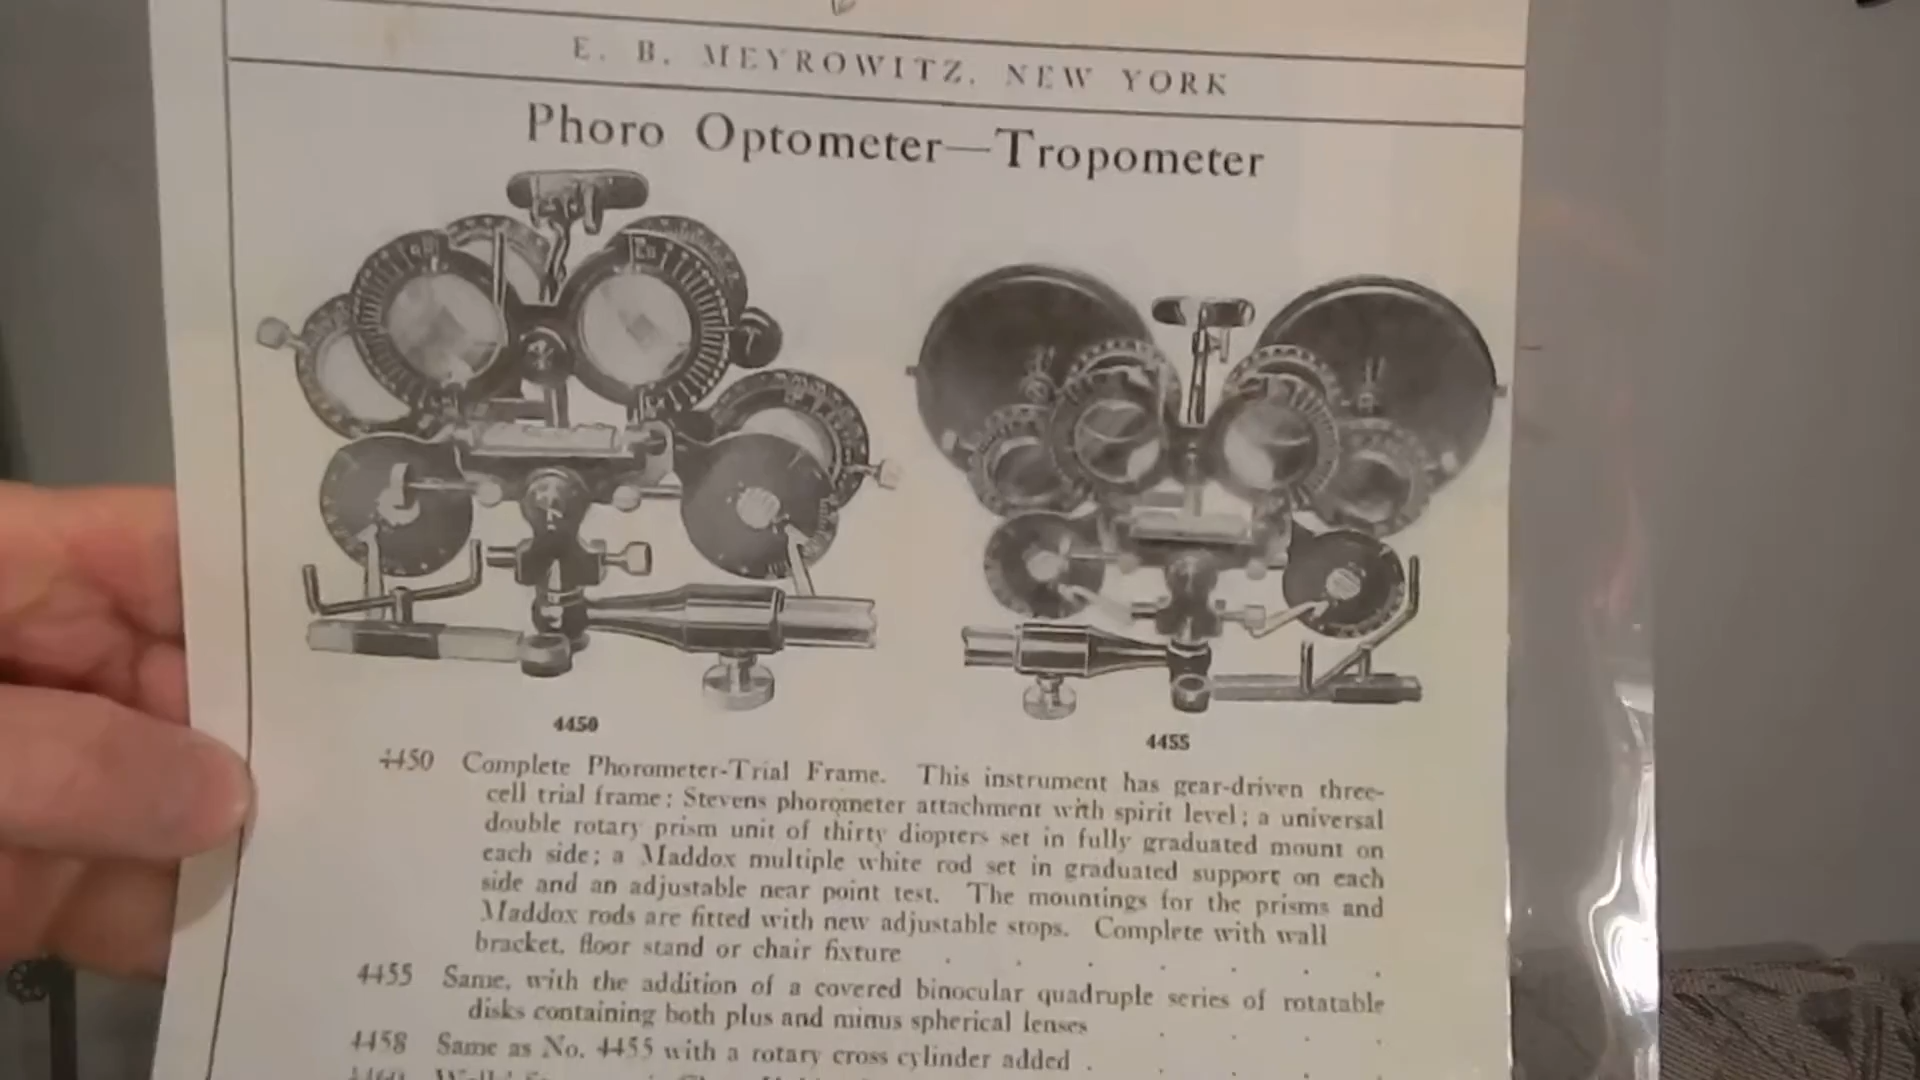 E. B. MEYROWITZ, NEW YORK
Phoro Optometer—Tropometer
4450
4455
4450 Complete Phorometer-Trial Frame. This instrument has gear-driven three-
cell trial frame; Stevens phorometer attachment with spirit level; a universal
double rotary prism unit of thirty diopters set in fully graduated mount on
each side; a Maddox multiple white rod set in graduated support on each
side and an adjustable near point test. The mountings for the prisms and
Maddox rods are fitted with new adjustable stops. Complete with wall
bracket, floor stand or chair fixture . . . . . . .
4455 Same, with the addition of a covered binocular quadruple series of rotatable
disks containing both plus and minus spherical lenses . . . .
4458 Same as No. 4455 with a rotary cross cylinder added . . . . .